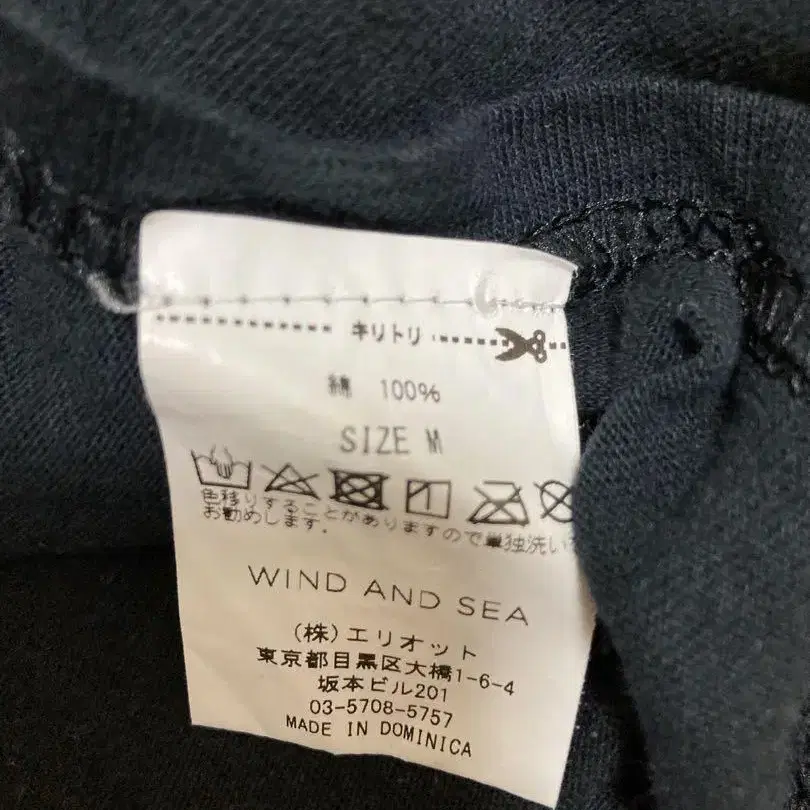 キリトリ
綿 100%
SIZE M
色移りすることがありますので単独洗い
お勧めします。
WIND AND SEA
(株)エリオット
東京都目黒区大橋1-6-4
坂本ビル201
03-5708-5757
MADE IN DOMINICA